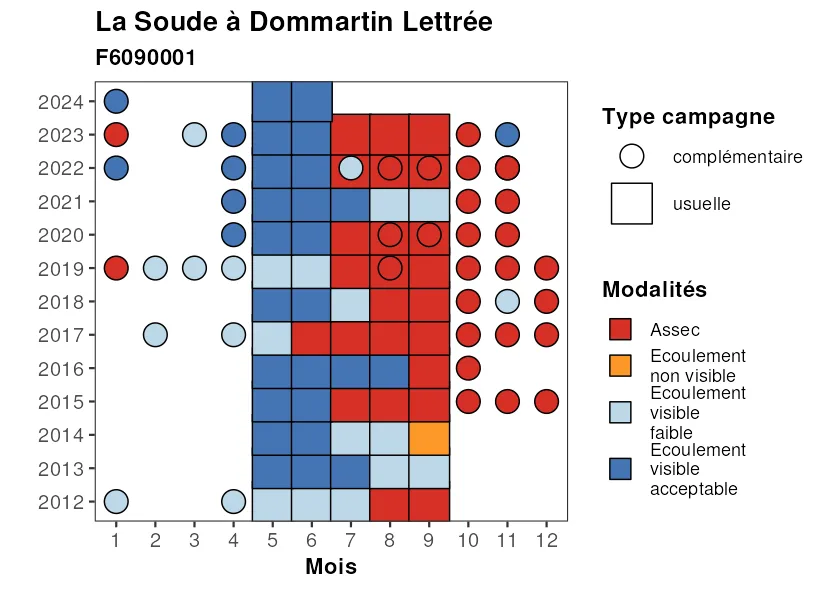 La Soude à Dommartin Lettrée
F6090001
2024
2023
2022
2021
2020
2019
2018
2017
2016
2015
2014
2013
2012
1 2 3 4 5 6 7 8 9 10 11 12
Mois
Type campagne
complémentaire
usuelle
Modalités
Assec
Ecoulement
non visible
Ecoulement
visible
faible
Ecoulement
visible
acceptable